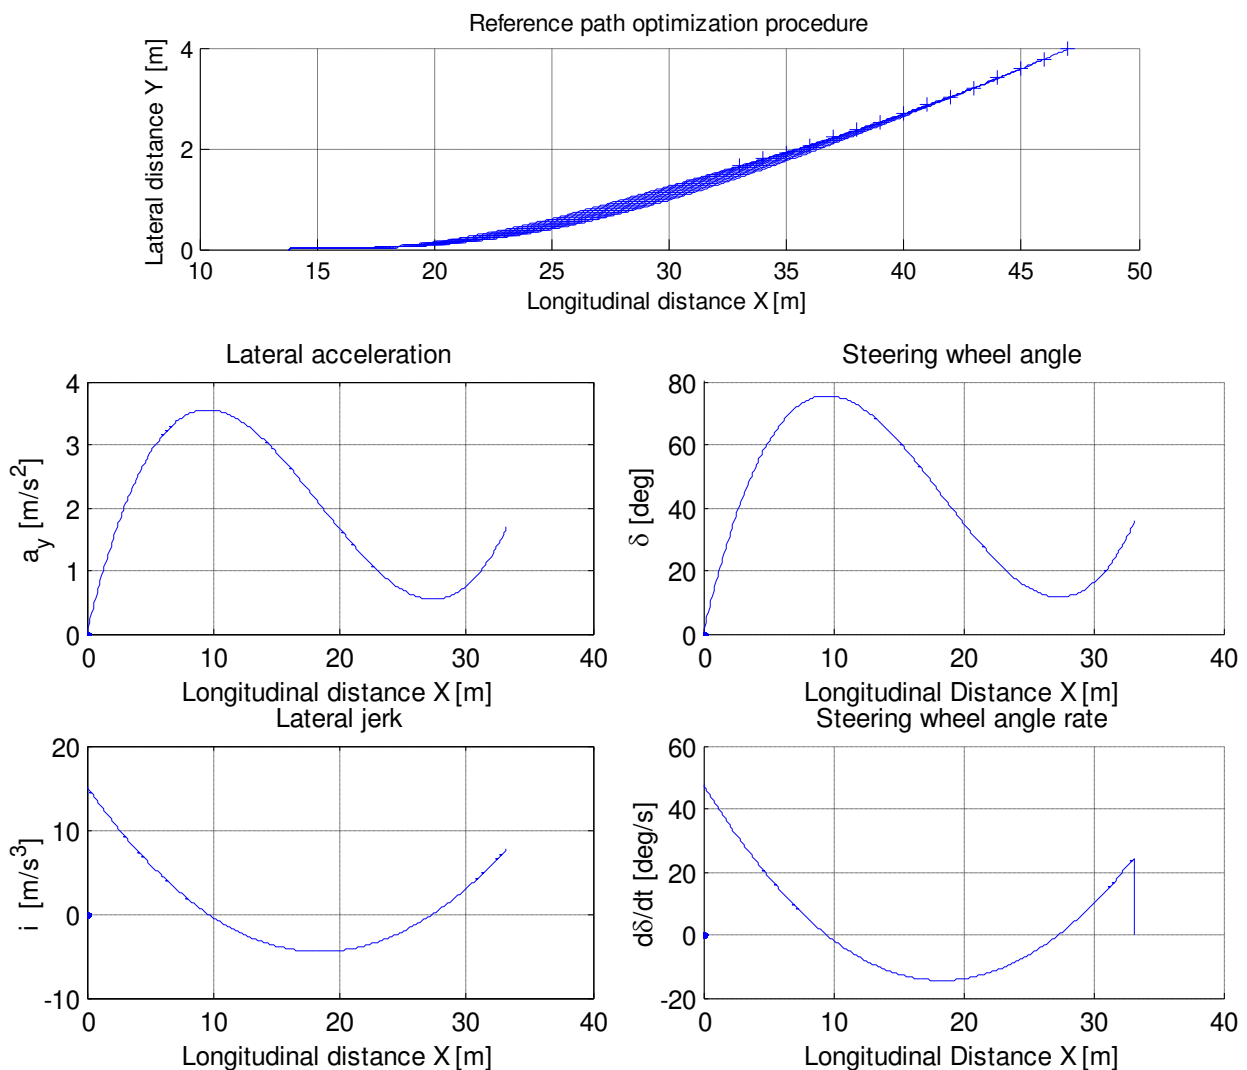 Reference path optimization procedure
Lateral distance Y [m]
4
2
0
10 15 20 25 30 35 40 45 50
Longitudinal distance X [m]
Lateral acceleration
a_y [m/s^2]
4
3
2
1
0
0 10 20 30 40
Longitudinal distance X [m]
Steering wheel angle
δ [deg]
80
60
40
20
0
0 10 20 30 40
Longitudinal Distance X [m]
Lateral jerk
i [m/s^3]
20
10
0
-10
0 10 20 30 40
Longitudinal distance X [m]
Steering wheel angle rate
dδ/dt [deg/s]
60
40
20
0
-20
0 10 20 30 40
Longitudinal Distance X [m]